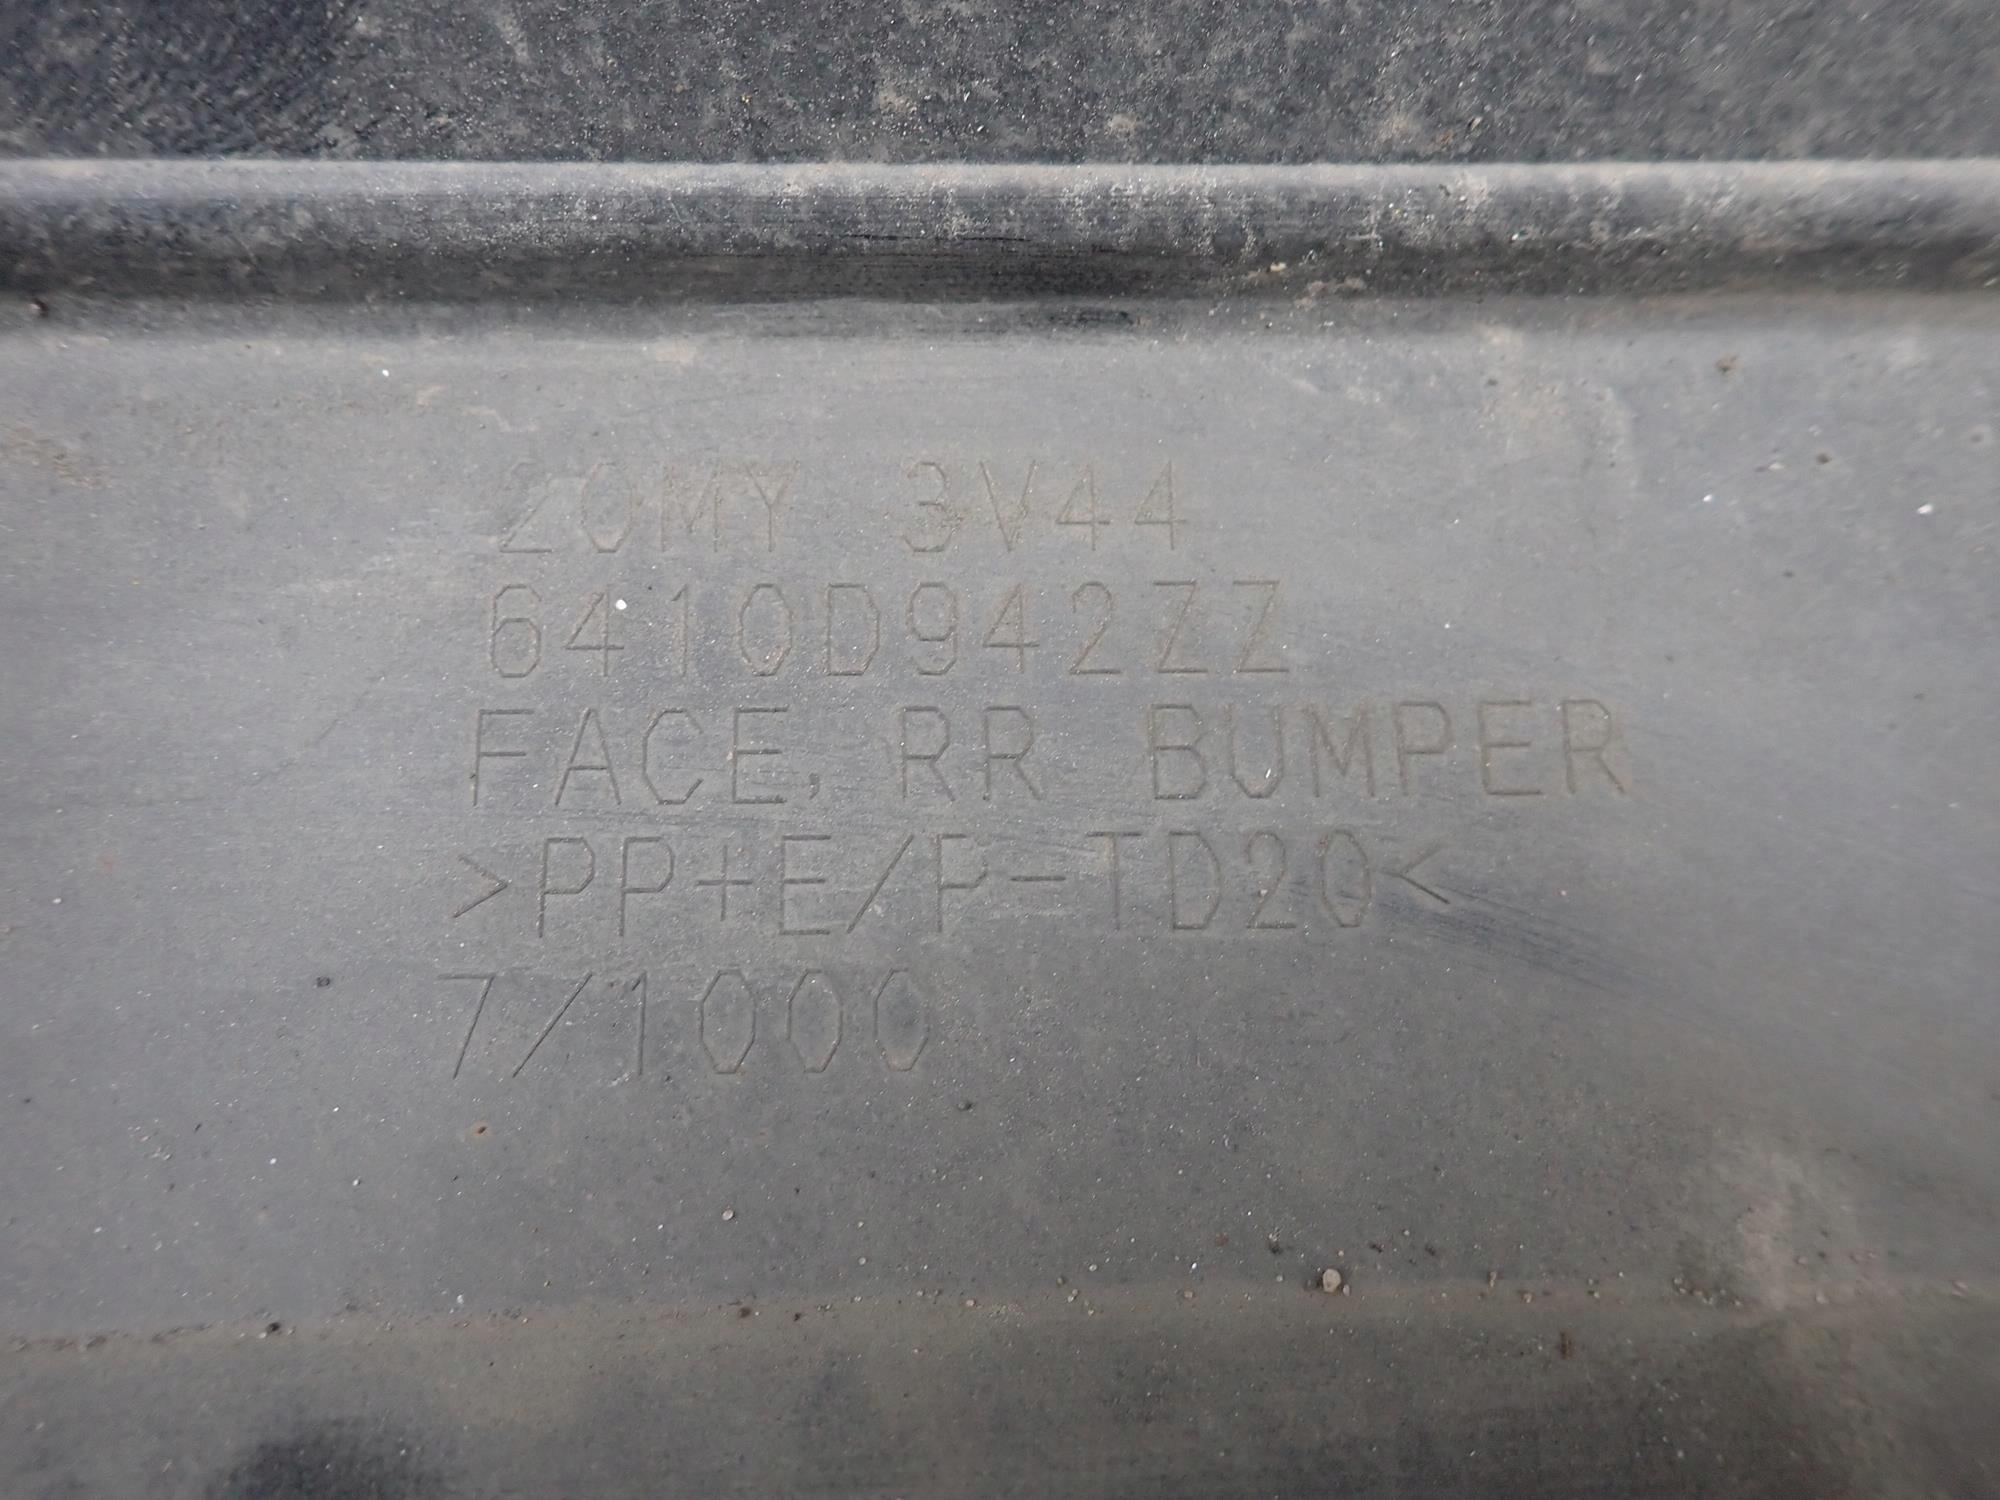 20MY 3V44
6410D942ZZ
FACE, RR BUMPER
>PP+E/P-TD20<
7/1000